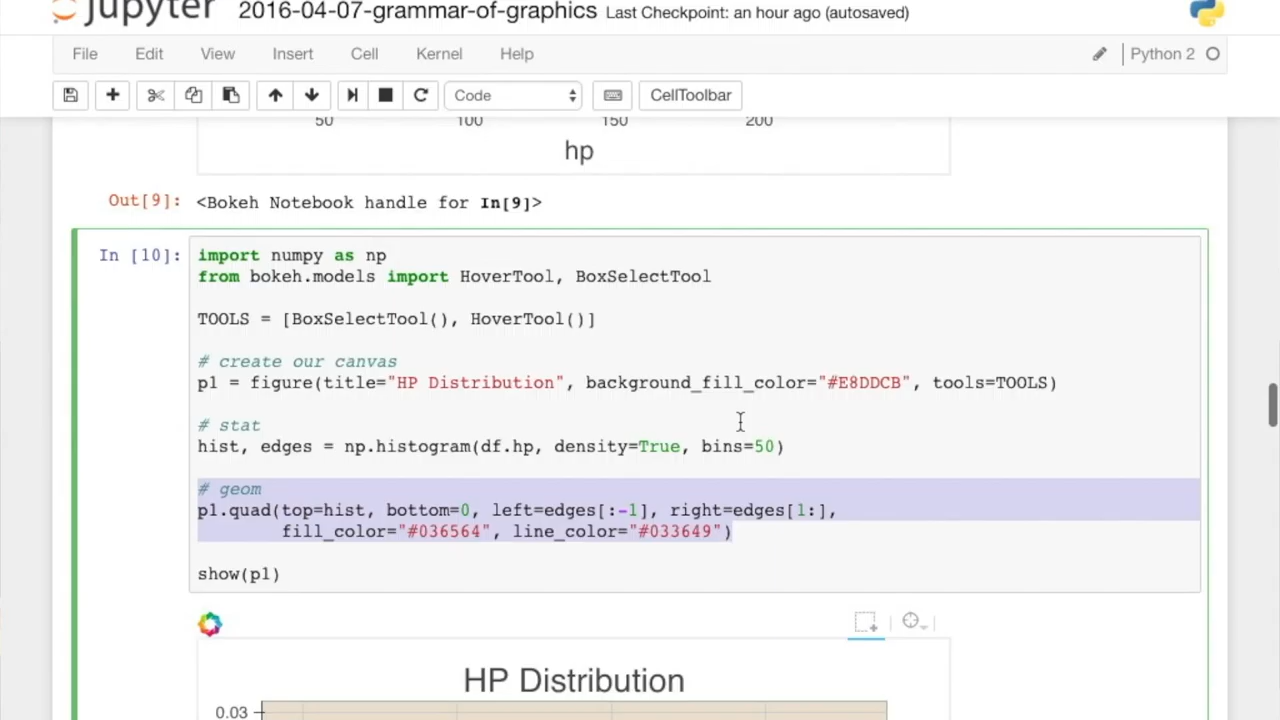 jupyter 2016-04-07-grammar-of-graphics Last Checkpoint: an hour ago (autosaved)
File Edit View Insert Cell Kernel Help Python 2
Code CellToolbar
50 100 150 200
hp
Out[9]: <Bokeh Notebook handle for In[9]>
In [10]: import numpy as np
from bokeh.models import HoverTool, BoxSelectTool
TOOLS = [BoxSelectTool(), HoverTool()]
# create our canvas
p1 = figure(title="HP Distribution", background_fill_color="#E8DDCB", tools=TOOLS)
# stat
hist, edges = np.histogram(df.hp, density=True, bins=50)
# geom
p1.quad(top=hist, bottom=0, left=edges[:-1], right=edges[1:],
fill_color="#036564", line_color="#033649")
show(p1)
HP Distribution
0.03